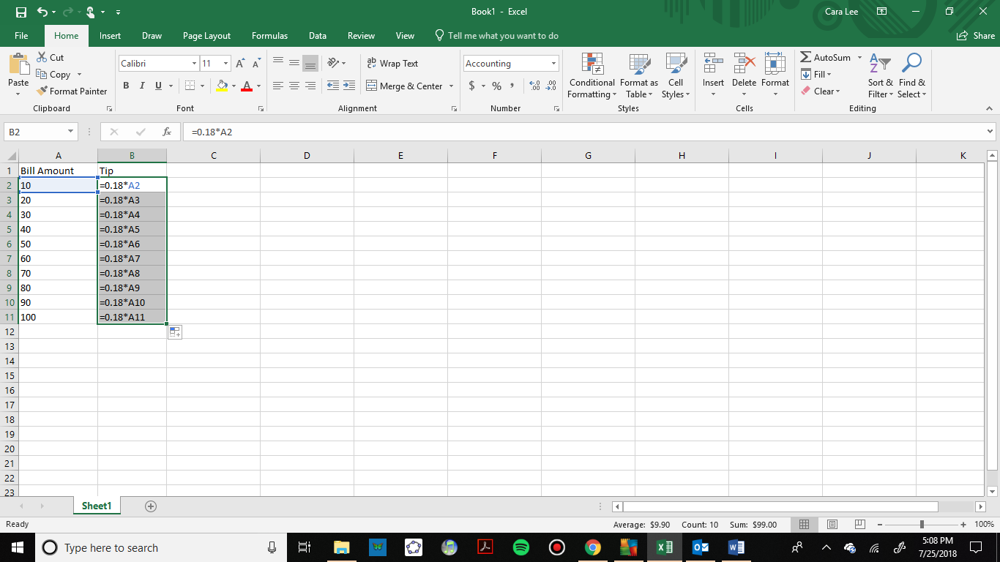 Book1 - Excel
Cara Lee
File Home Insert Draw Page Layout Formulas Data Review View Tell me what you want to do Share
Paste
Cut
Copy
Format Painter
Clipboard
Calibri 11 A A
B I U A
Font
ab Wrap Text
Merge & Center
Alignment
Accounting
$ % , .0 .00 .00 .0
Number
Conditional Formatting
Format as Table
Cell Styles
Styles
Insert Delete Format
Cells
AutoSum
Fill
Clear
Sort & Filter
Find & Select
Editing
B2 fx =0.18*A2
A B C D E F G H I J K
1 Bill Amount Tip
2 10 =0.18*A2
3 20 =0.18*A3
4 30 =0.18*A4
5 40 =0.18*A5
6 50 =0.18*A6
7 60 =0.18*A7
8 70 =0.18*A8
9 80 =0.18*A9
10 90 =0.18*A10
11 100 =0.18*A11
12
13
14
15
16
17
18
19
20
21
22
23
Sheet1
Ready Average: $9.90 Count: 10 Sum: $99.00 - + 100%
Type here to search
5:08 PM
7/25/2018